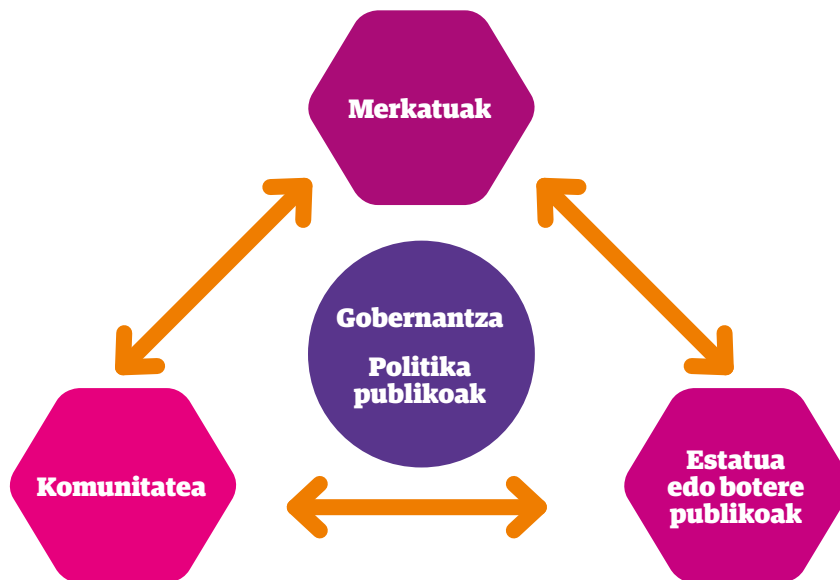 Merkatuak
Gobernantza
Politika
publikoak
Komunitatea
Estatua
edo botere
publikoak